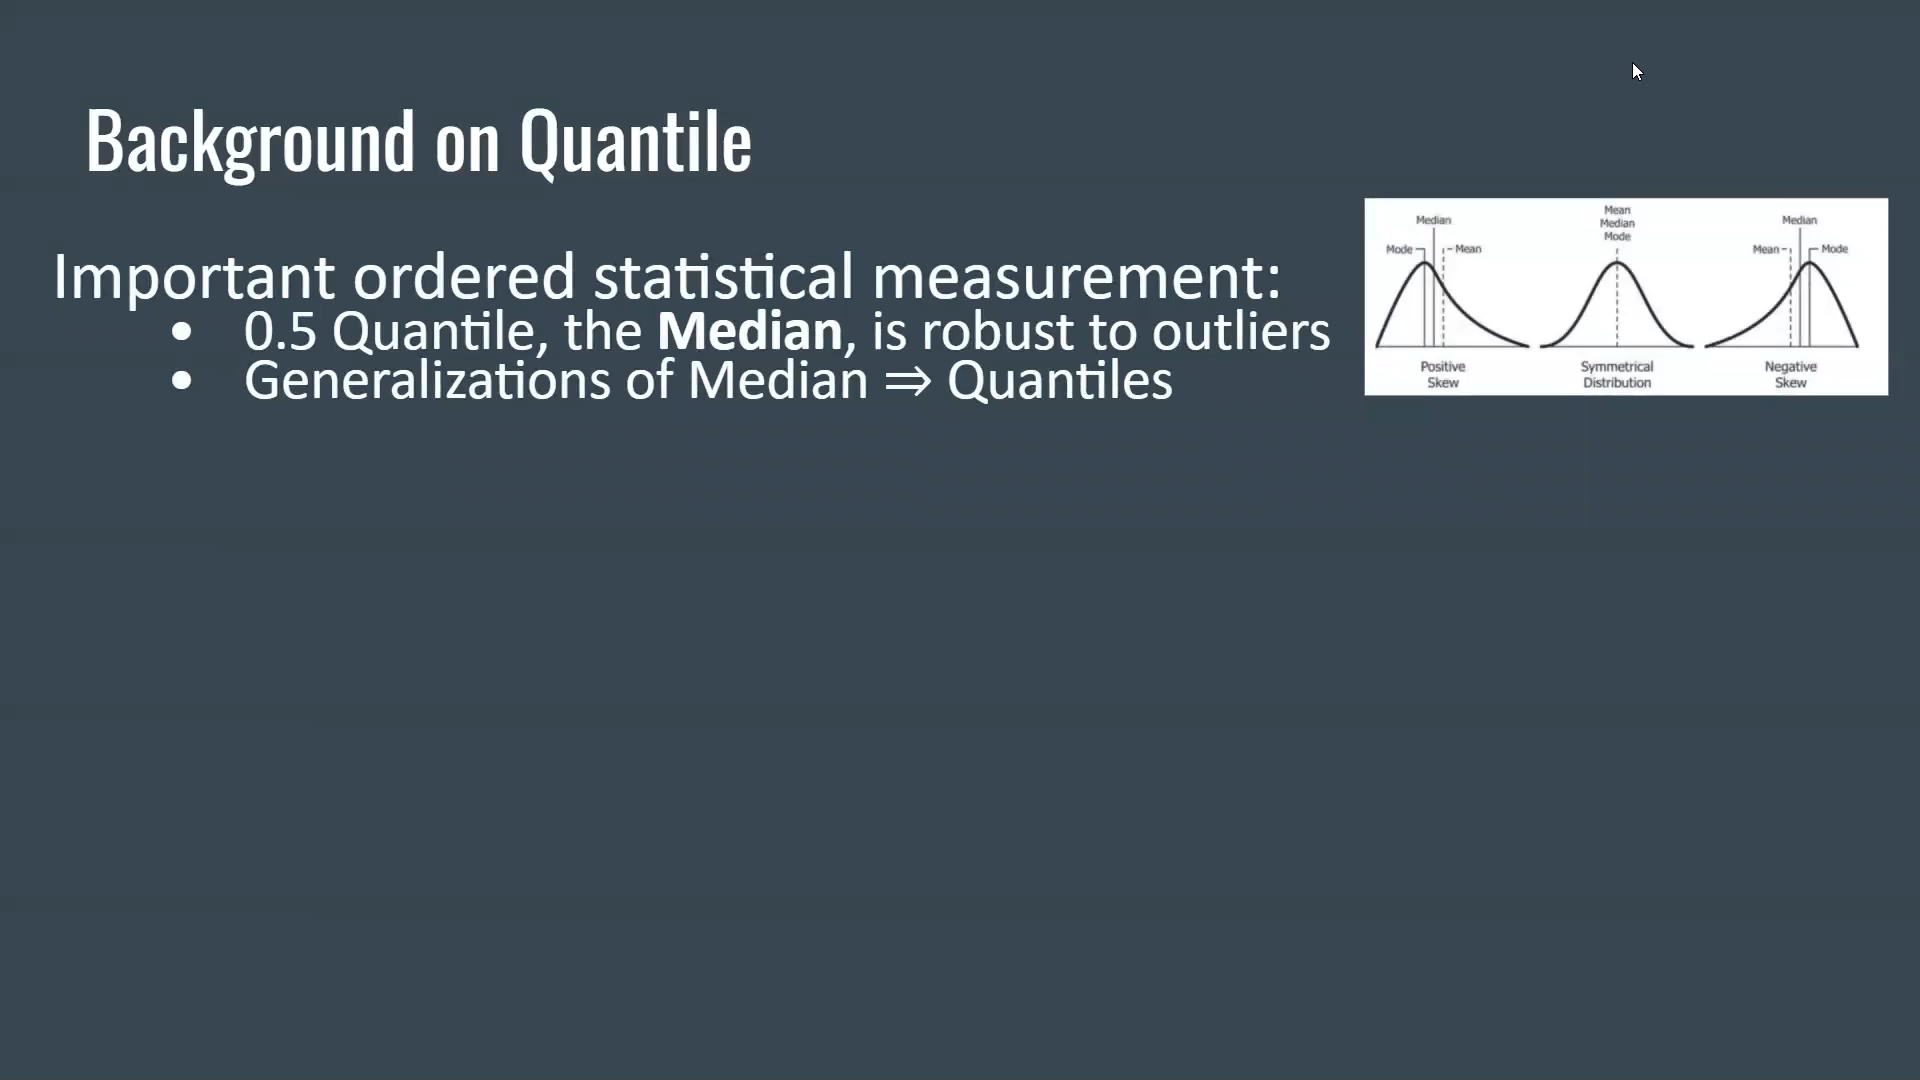 Background on Quantile
Important ordered statistical measurement:
• 0.5 Quantile, the Median, is robust to outliers
• Generalizations of Median ⇒ Quantiles
Median
Mode
Mean
Positive
Skew
Mean
Median
Mode
Symmetrical
Distribution
Median
Mean
Mode
Negative
Skew